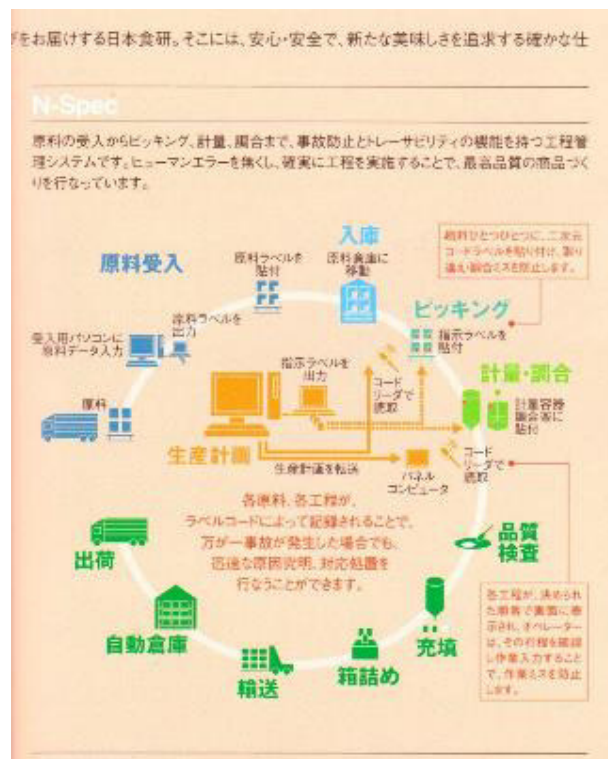 をお届けする日本食研。そこには、安心・安全で、新たな美味しさを追求する確かな仕
N-Spec
原料の受入からピッキング、計量、調合まで、事故防止とトレーサビリティの機能を持つ工程管
理システムです。ヒューマンエラーを無くし、確実に工程を実施することで、最高品質の商品づく
りを行なっています。
入庫
原料倉庫に
移動
原料ラベルを
貼付
原料受入
原料ラベルを
出力
受入用パソコンに
原料データ入力
原料
原料ひとつひとつに、二次元
コードラベルを貼り付け、取り
違え・調合ミスを防止します。
ピッキング
指示ラベルを
貼付
指示ラベルを
出力
コード
リーダで
読取
計量・調合
計量容器
調合釜に
貼付
生産計画
生産計画を転送
パネル
コンピュータ
コード
リーダで
読取
各原料、各工程が、
ラベルコードによって記録されることで、
万が一事故が発生した場合でも、
迅速な原因究明、対応処置を
行なうことができます。
品質
検査
各工程が、決められた
順番で画面に表
示され、オペレーター
は、その行程を確認
し作業入力すること
で、作業ミスを防止
します。
充填
箱詰め
輸送
自動倉庫
出荷